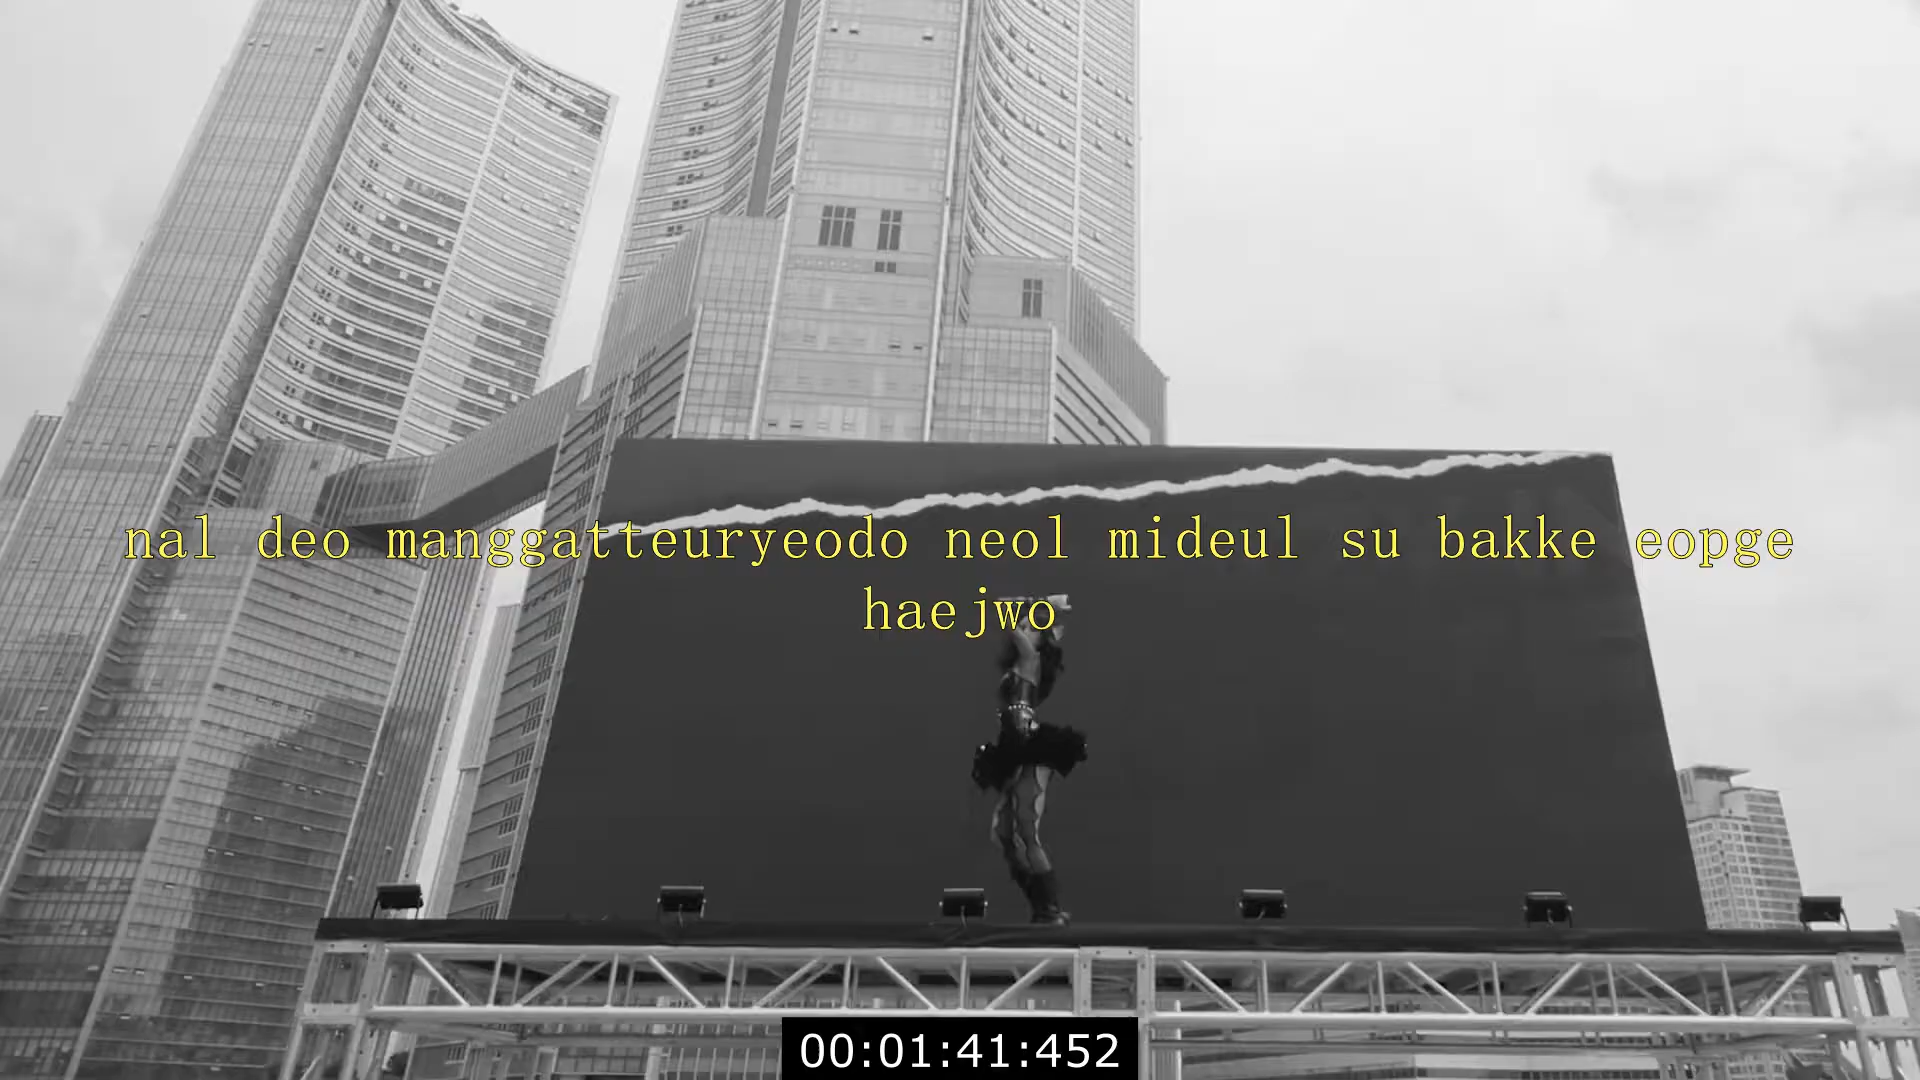 nal deo manggatteuryeodo neol mideul su bakke eopge
haejwo
00:01:41:452